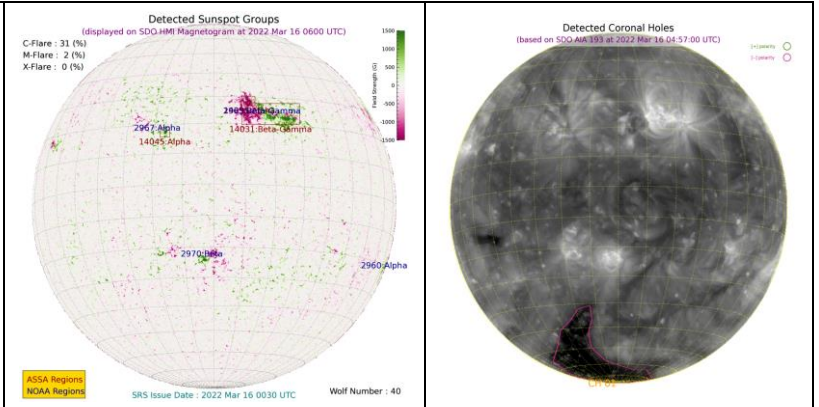 Detected Sunspot Groups
(displayed on SDO HMI Magnetogram at 2022 Mar 16 0600 UTC)
C-Flare : 31 (%)
M-Flare : 2 (%)
X-Flare : 0 (%)
1500
1000
500
0
-500
-1000
-1500
Field Strength (G)
Beta-Gamma
14031:Beta-Gamma
2967:Alpha
14045:Alpha
2970:Beta
2960:Alpha
ASSA Regions
NOAA Regions
SRS Issue Date : 2022 Mar 16 0030 UTC
Wolf Number : 40
Detected Coronal Holes
(based on SDO AIA 193 at 2022 Mar 16 04:57:00 UTC)
[+] polarity
[-] polarity